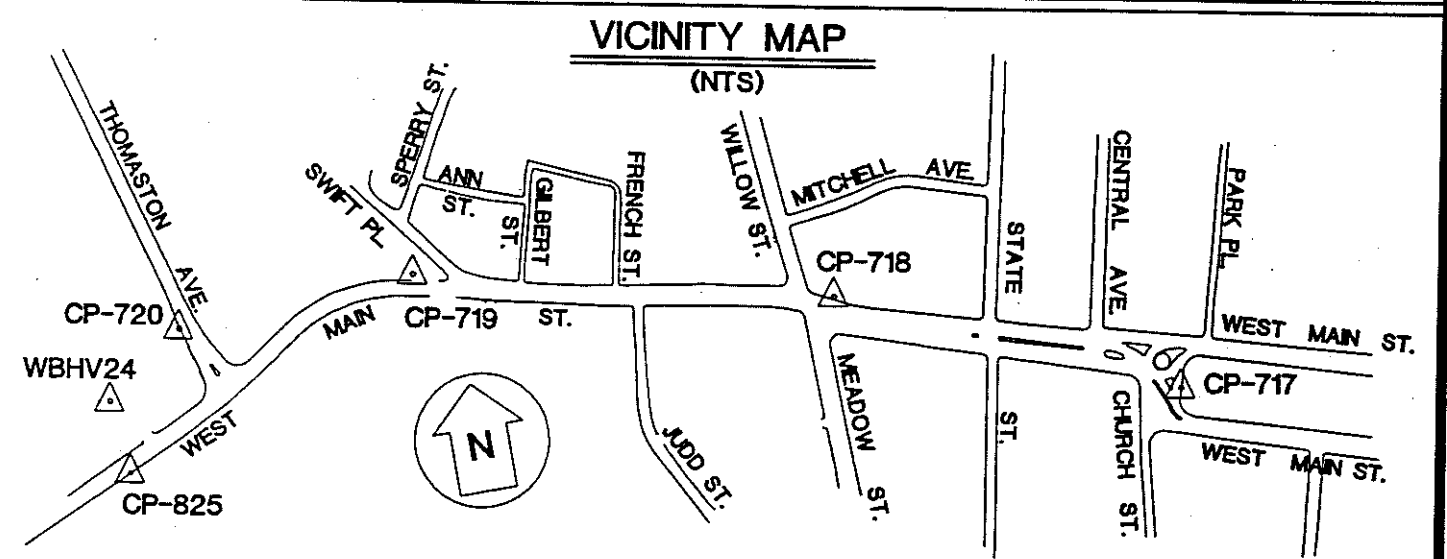 VICINITY MAP
(NTS)
THOMASTON AVE.
SWIFT PL.
SPERRY ST.
ANN ST.
GILBERT ST.
FRENCH ST.
WILLOW ST.
MITCHELL AVE.
STATE ST.
CENTRAL AVE.
PARK PL.
CP-720
WBHV24
CP-825
WEST MAIN ST.
CP-719
CP-718
WEST MAIN ST.
CP-717
WEST MAIN ST.
N
JUDD ST.
MEADOW ST.
CHURCH ST.